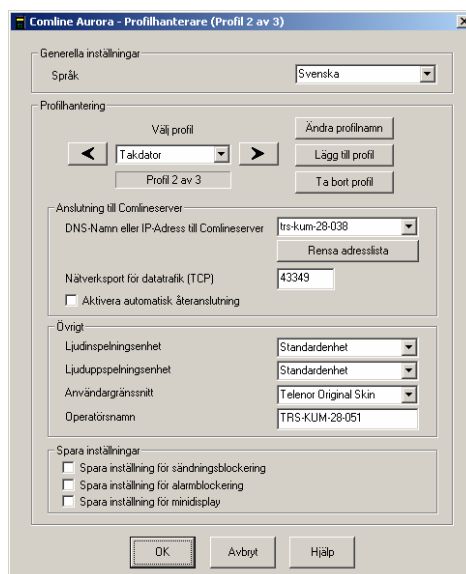 Comline Aurora - Profilhanterare (Profil 2 av 3)
Generella inställningar
Språk
Svenska
Profilhantering
Välj profil
Ändra profilnamn
Takdator
Lägg till profil
Profil 2 av 3
Ta bort profil
Anslutning till Comlineserver
DNS-Namn eller IP-Adress till Comlineserver
trs-kum-28-038
Rensa adresslista
Nätverksport för datatrafik (TCP)
43349
Aktivera automatisk återanslutning
Övrigt
Ljudinspelningsenhet
Standardenhet
Ljuduppspelningsenhet
Standardenhet
Användargränssnitt
Telenor Original Skin
Operatörsnamn
TRS-KUM-28-051
Spara inställningar
Spara inställning för sändningsblockering
Spara inställning för alarmblockering
Spara inställning för minidisplay
OK
Avbryt
Hjälp